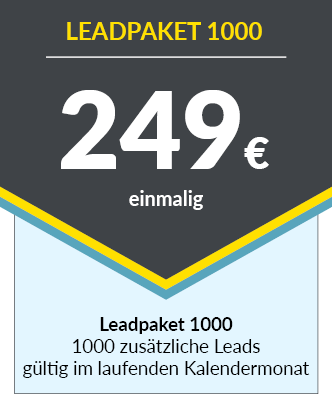 LEADPAKET 1000
249 €
einmalig
Leadpaket 1000
1000 zusätzliche Leads
gültig im laufenden Kalendermonat